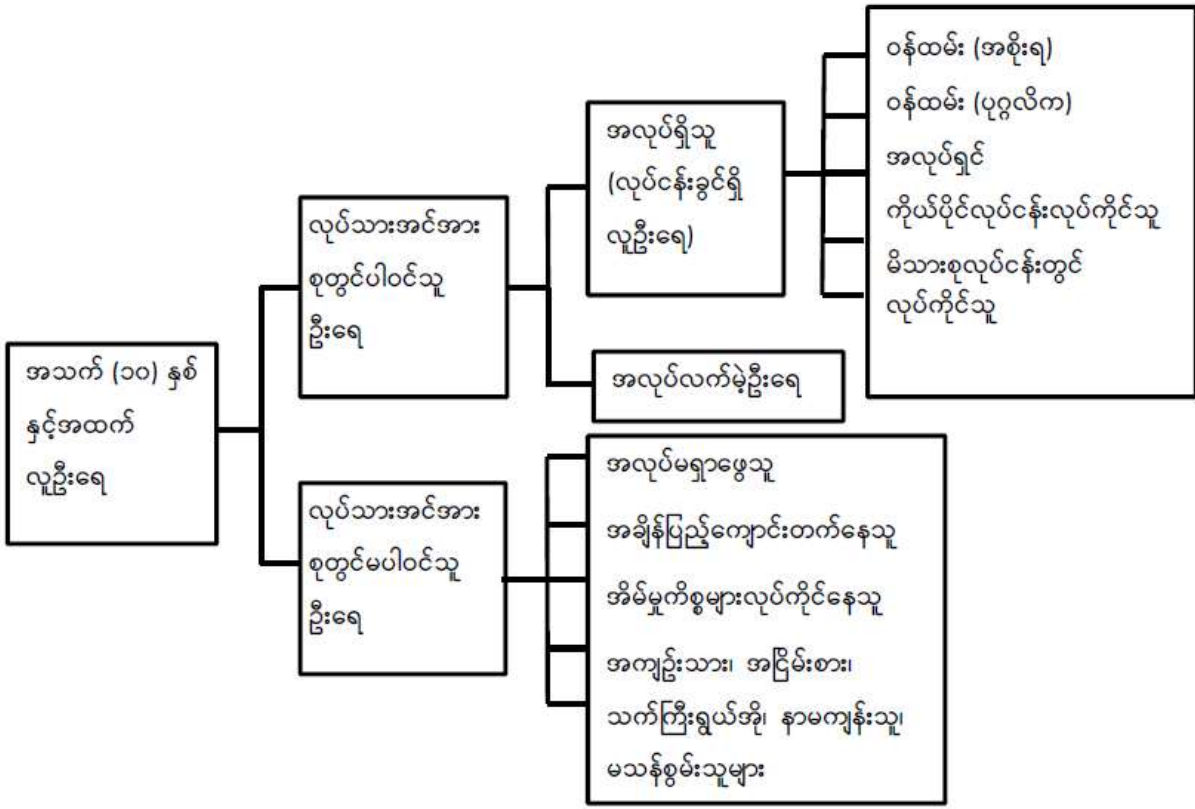 အသက် (၁၀) နှစ်
နှင့်အထက်
လူဦးရေ
လုပ်သားအင်အား
စုတွင်ပါဝင်သူ
ဦးရေ
အလုပ်ရှိသူ
(လုပ်ငန်းခွင်ရှိ
လူဦးရေ)
ဝန်ထမ်း (အစိုးရ)
ဝန်ထမ်း (ပုဂ္ဂလိက)
အလုပ်ရှင်
ကိုယ်ပိုင်လုပ်ငန်းလုပ်ကိုင်သူ
မိသားစုလုပ်ငန်းတွင်
လုပ်ကိုင်သူ
အလုပ်လက်မဲ့ဦးရေ
လုပ်သားအင်အား
စုတွင်မပါဝင်သူ
ဦးရေ
အလုပ်မရှာဖွေသူ
အချိန်ပြည့်ကျောင်းတက်နေသူ
အိမ်မှုကိစ္စများလုပ်ကိုင်နေသူ
အကျဉ်းသား၊ အငြိမ်းစား၊
သက်ကြီးရွယ်အို၊ နာမကျန်းသူ၊
မသန်စွမ်းသူများ